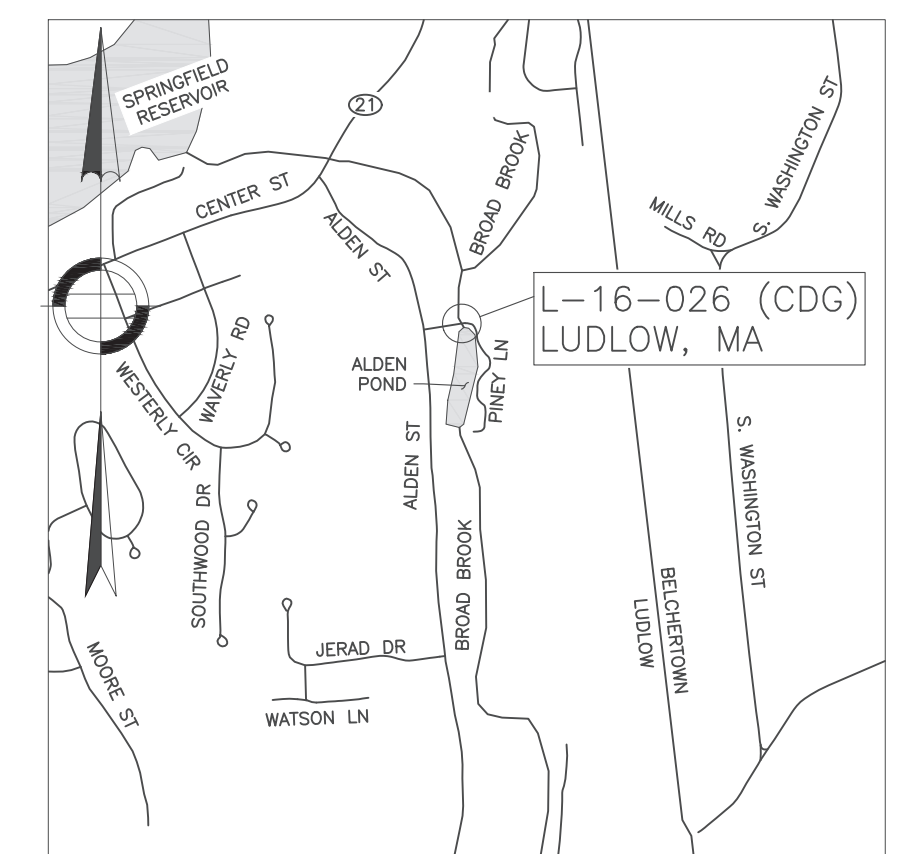 SPRINGFIELD
RESERVOIR
21
CENTER ST
ALDEN ST
BROAD BROOK
MILLS RD
S. WASHINGTON ST
L-16-026 (CDG)
LUDLOW, MA
WAVERLY RD
WESTERLY CIR
ALDEN
POND
PINEY LN
ALDEN ST
S. WASHINGTON ST
SOUTHWOOD DR
BROAD BROOK
BELCHERTOWN
LUDLOW
JERAD DR
MOORE ST
WATSON LN